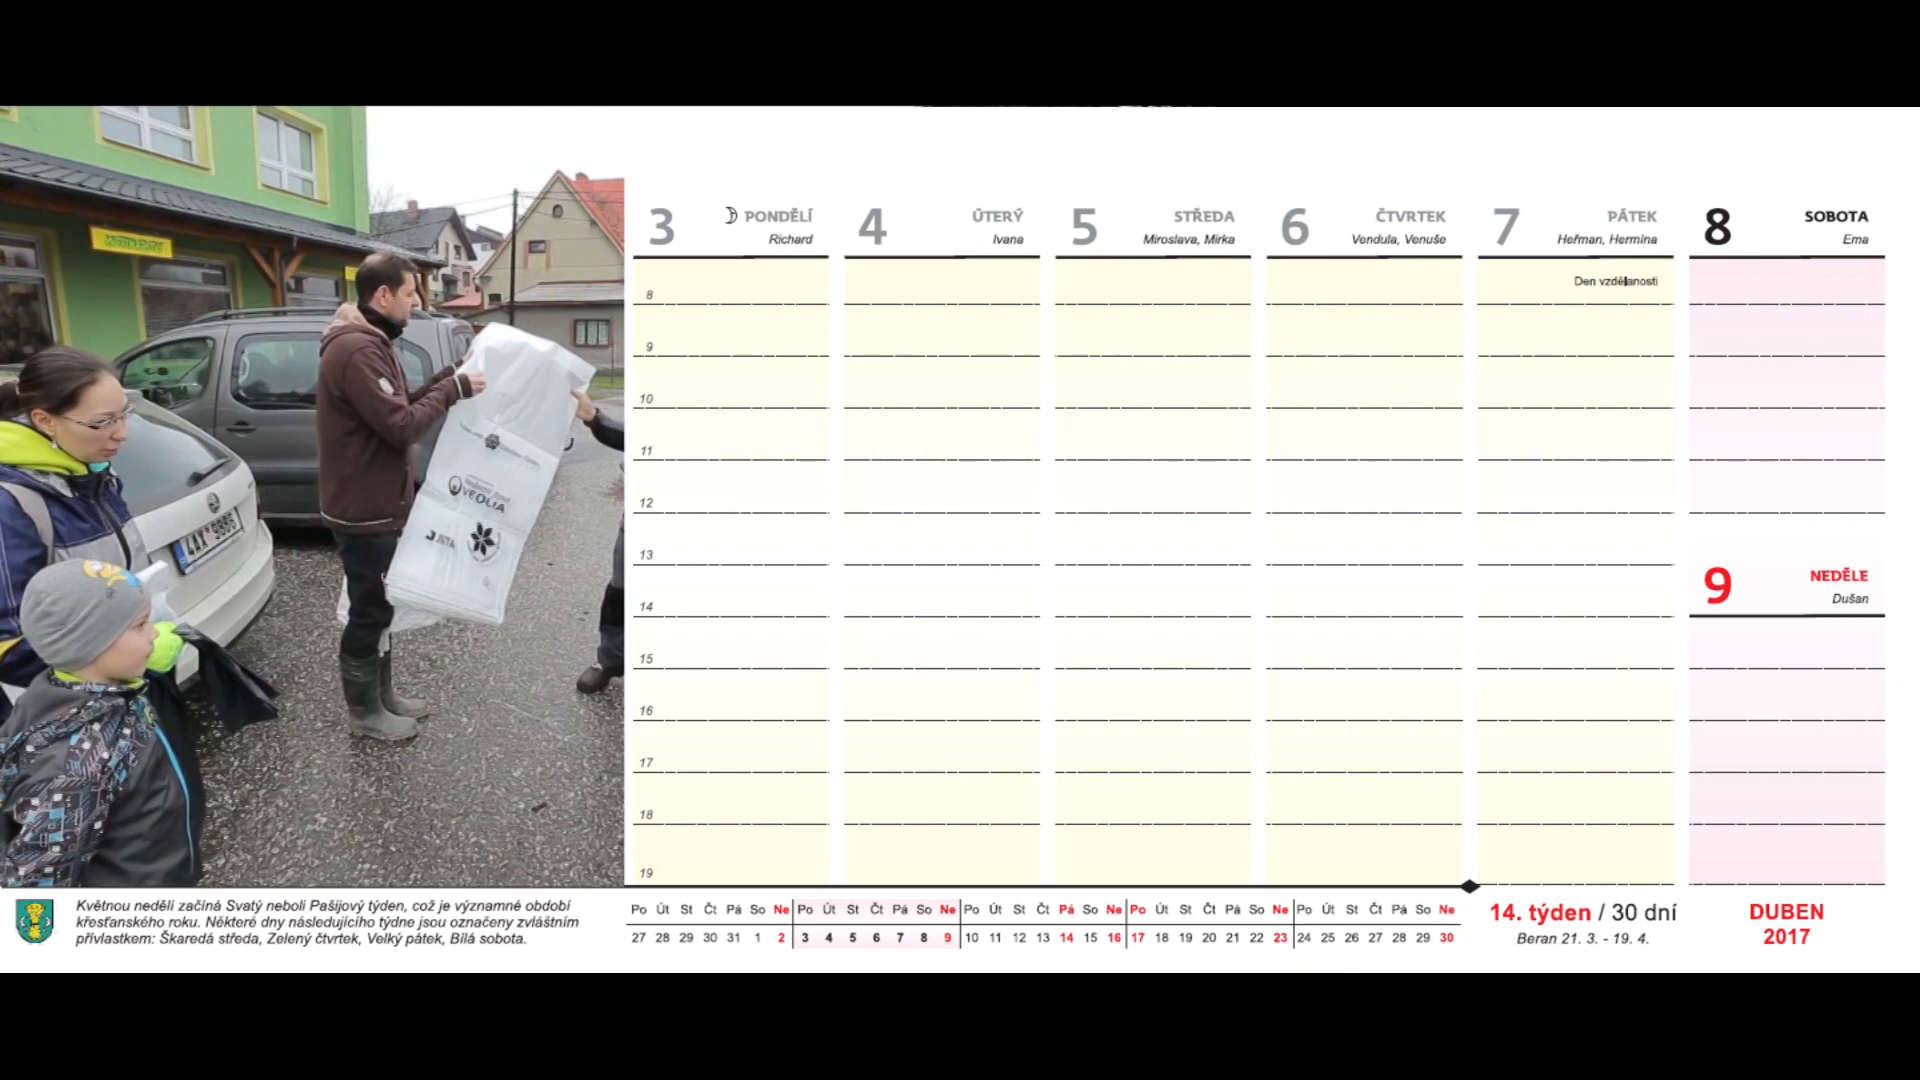 VEOLIA
JUTA
3 PONDĚLÍ
Richard
4 ÚTERÝ
Ivana
5 STŘEDA
Miroslava, Mirka
6 ČTVRTEK
Vendula, Venuše
7 PÁTEK
Heřman, Hermína
8 SOBOTA
Ema
Den vzdělanosti
8
9
10
11
12
13
14
15
16
17
18
19
9 NEDĚLE
Dušan
Květnou nedělí začíná Svatý neboli Pašijový týden, což je významné období
křesťanského roku. Některé dny následujícího týdne jsou označeny zvláštním
přívlastkem: Škaredá středa, Zelený čtvrtek, Velký pátek, Bílá sobota.
Po Út St Čt Pá So Ne Po Út St Čt Pá So Ne Po Út St Čt Pá So Ne Po Út St Čt Pá So Ne Po Út St Čt Pá So Ne
27 28 29 30 31 1 2 3 4 5 6 7 8 9 10 11 12 13 14 15 16 17 18 19 20 21 22 23 24 25 26 27 28 29 30
14. týden / 30 dní
Beran 21. 3. - 19. 4.
DUBEN
2017